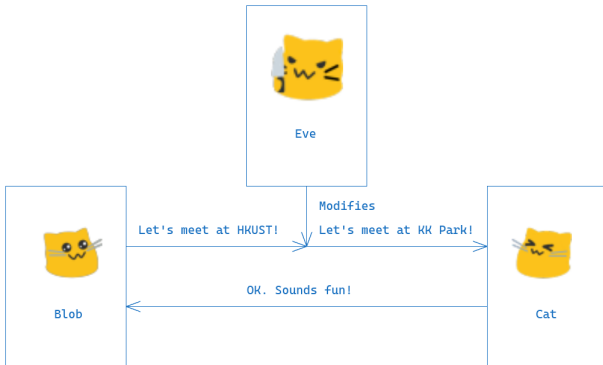 Eve
Modifies
Let's meet at HKUST!
Let's meet at KK Park!
OK. Sounds fun!
Blob
Cat